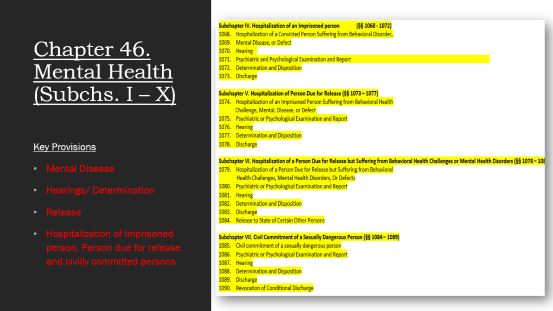 Chapter 46.
Mental Health
(Subchs. I – X)
Key Provisions
• Mental Disease
• Hearings/ Determination
• Release
• Hospitalization of Imprisoned
person, Person due for release,
and civilly committed persons
Subchapter IV. Hospitalization of an Imprisoned person (§§ 1068 - 1072)
1068. Hospitalization of a Convicted Person Suffering from Behavioral Disorder,
1069. Mental Disease, or Defect
1070. Hearing
1071. Psychiatric and Psychological Examination and Report
1072. Determination and Disposition
1073. Discharge
Subchapter V. Hospitalization of Person Due for Release (§§ 1073 – 1077)
1074. Hospitalization of an Imprisoned Person Suffering from Behavioral Health
Challenge, Mental Disease, or Defect
1075. Psychiatric or Psychological Examination and Report
1076. Hearing
1077. Determination and Disposition
1078. Discharge
Subchapter VI. Hospitalization of a Person Due for Release but Suffering from Behavioral Health Challenges or Mental Health Disorders (§§ 1078 – 108
1079. Hospitalization of a Person Due for Release but Suffering from Behavioral
Health Challenges, Mental Health Disorders, Or Defects
1080. Psychiatric or Psychological Examination and Report
1081. Hearing
1082. Determination and Disposition
1083. Discharge
1084. Release to State of Certain Other Persons
Subchapter VII. Civil Commitment of a Sexually Dangerous Person (§§ 1084 – 1089)
1085. Civil commitment of a sexually dangerous person
1086. Psychiatric or Psychological Examination and Report
1087. Hearing
1088. Determination and Disposition
1089. Discharge
1090. Revocation of Conditional Discharge